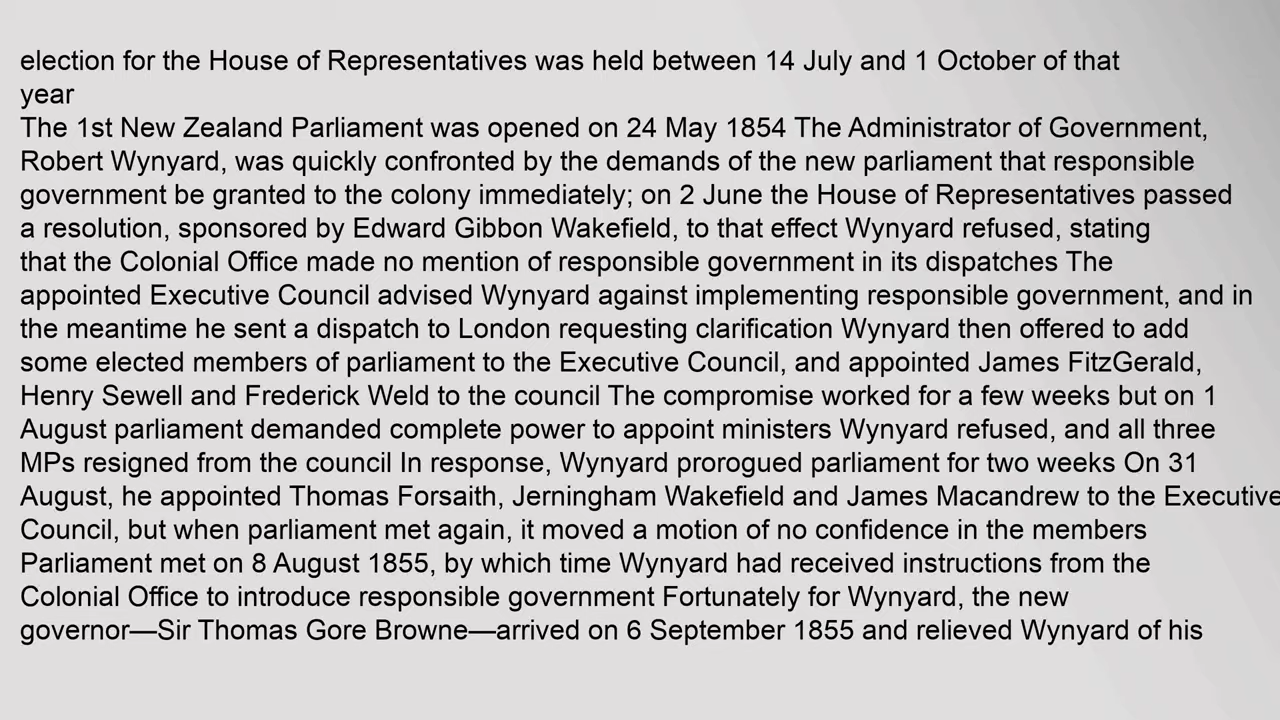 election for the House of Representatives was held between 14 July and 1 October of that
year
The 1st New Zealand Parliament was opened on 24 May 1854 The Administrator of Government,
Robert Wynyard, was quickly confronted by the demands of the new parliament that responsible
government be granted to the colony immediately; on 2 June the House of Representatives passed
a resolution, sponsored by Edward Gibbon Wakefield, to that effect Wynyard refused, stating
that the Colonial Office made no mention of responsible government in its dispatches The
appointed Executive Council advised Wynyard against implementing responsible government, and in
the meantime he sent a dispatch to London requesting clarification Wynyard then offered to add
some elected members of parliament to the Executive Council, and appointed James FitzGerald,
Henry Sewell and Frederick Weld to the council The compromise worked for a few weeks but on 1
August parliament demanded complete power to appoint ministers Wynyard refused, and all three
MPs resigned from the council In response, Wynyard prorogued parliament for two weeks On 31
August, he appointed Thomas Forsaith, Jerningham Wakefield and James Macandrew to the Executive
Council, but when parliament met again, it moved a motion of no confidence in the members
Parliament met on 8 August 1855, by which time Wynyard had received instructions from the
Colonial Office to introduce responsible government Fortunately for Wynyard, the new
governor—Sir Thomas Gore Browne—arrived on 6 September 1855 and relieved Wynyard of his